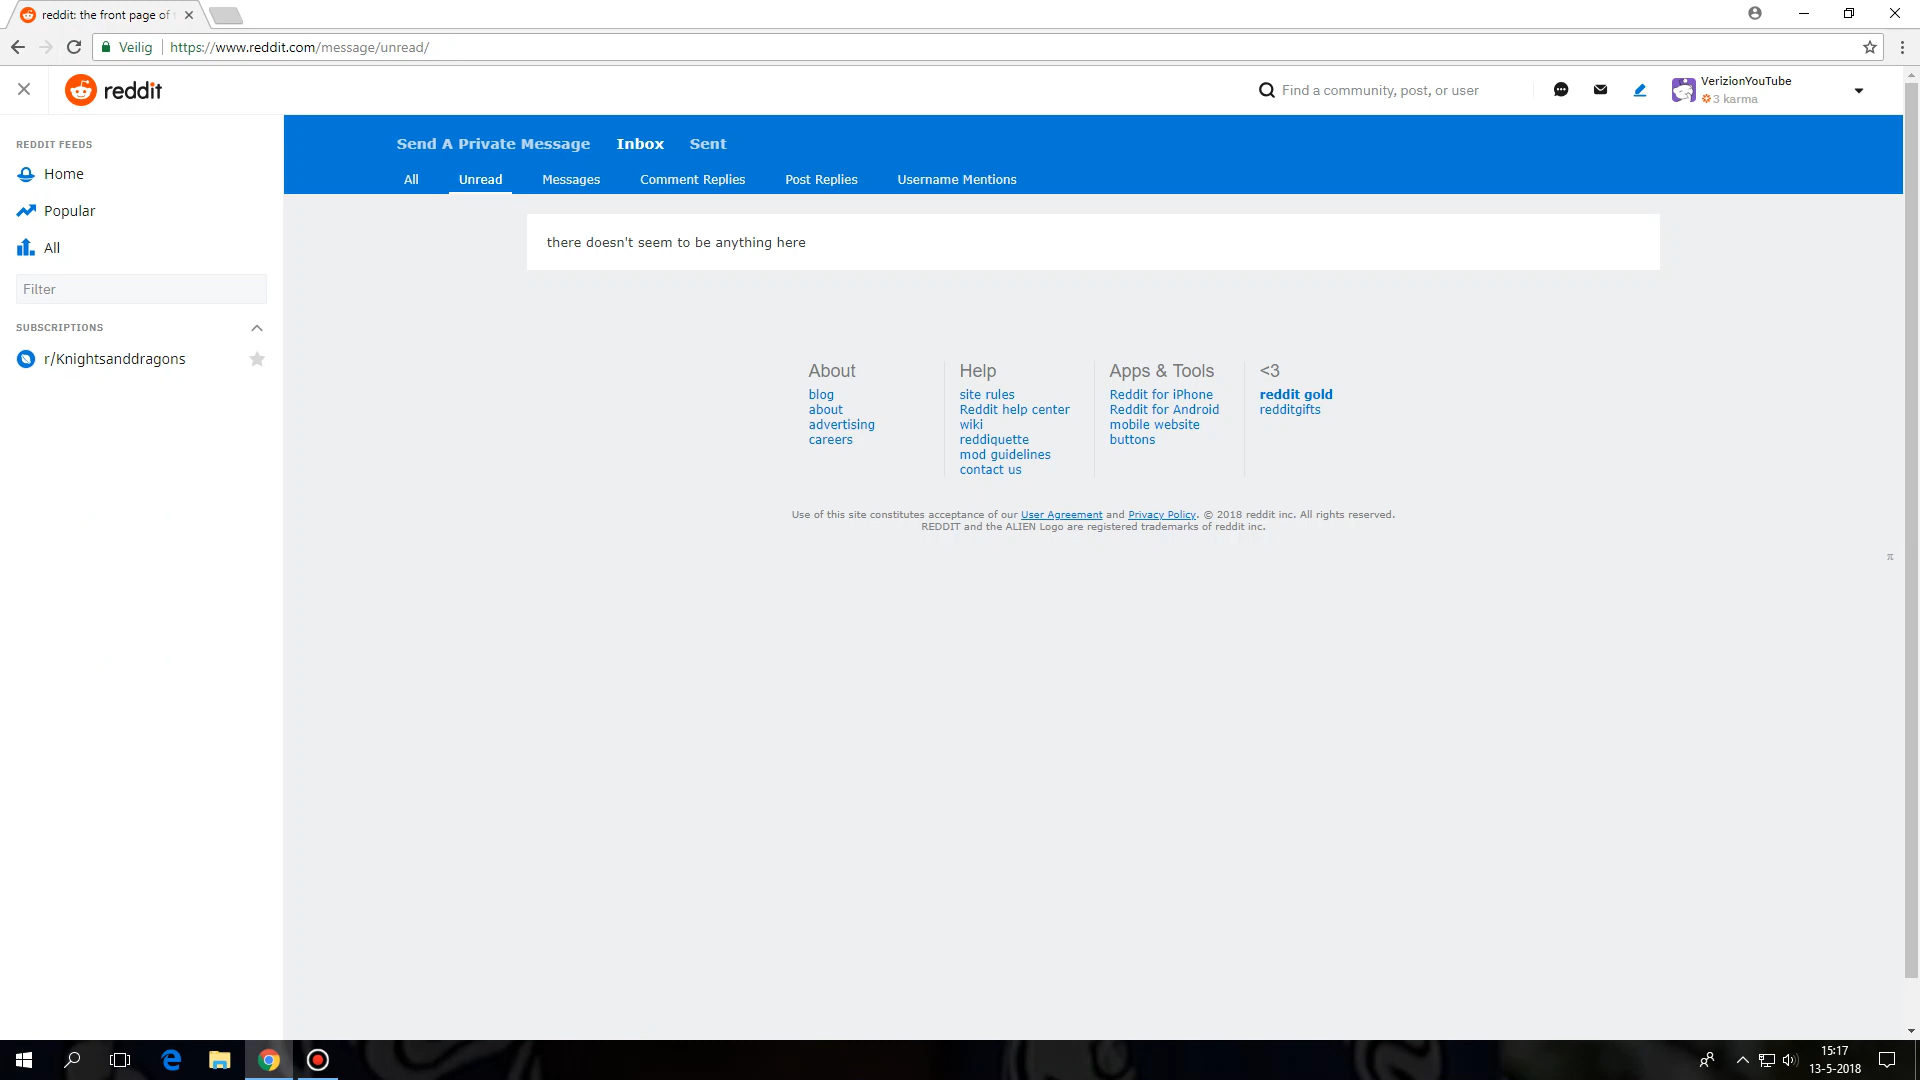 reddit: the front page of
Veilig
https://www.reddit.com/message/unread/
reddit
Find a community, post, or user
VerizionYouTube
3 karma
REDDIT FEEDS
Home
Popular
All
Filter
SUBSCRIPTIONS
r/Knightsanddragons
Send A Private Message Inbox Sent
All Unread Messages Comment Replies Post Replies Username Mentions
there doesn't seem to be anything here
About
blog
about
advertising
careers
Help
site rules
Reddit help center
wiki
reddiquette
mod guidelines
contact us
Apps & Tools
Reddit for iPhone
Reddit for Android
mobile website
buttons
<3
reddit gold
redditgifts
Use of this site constitutes acceptance of our User Agreement and Privacy Policy. © 2018 reddit inc. All rights reserved.
REDDIT and the ALIEN Logo are registered trademarks of reddit inc.
π
15:17
13-5-2018